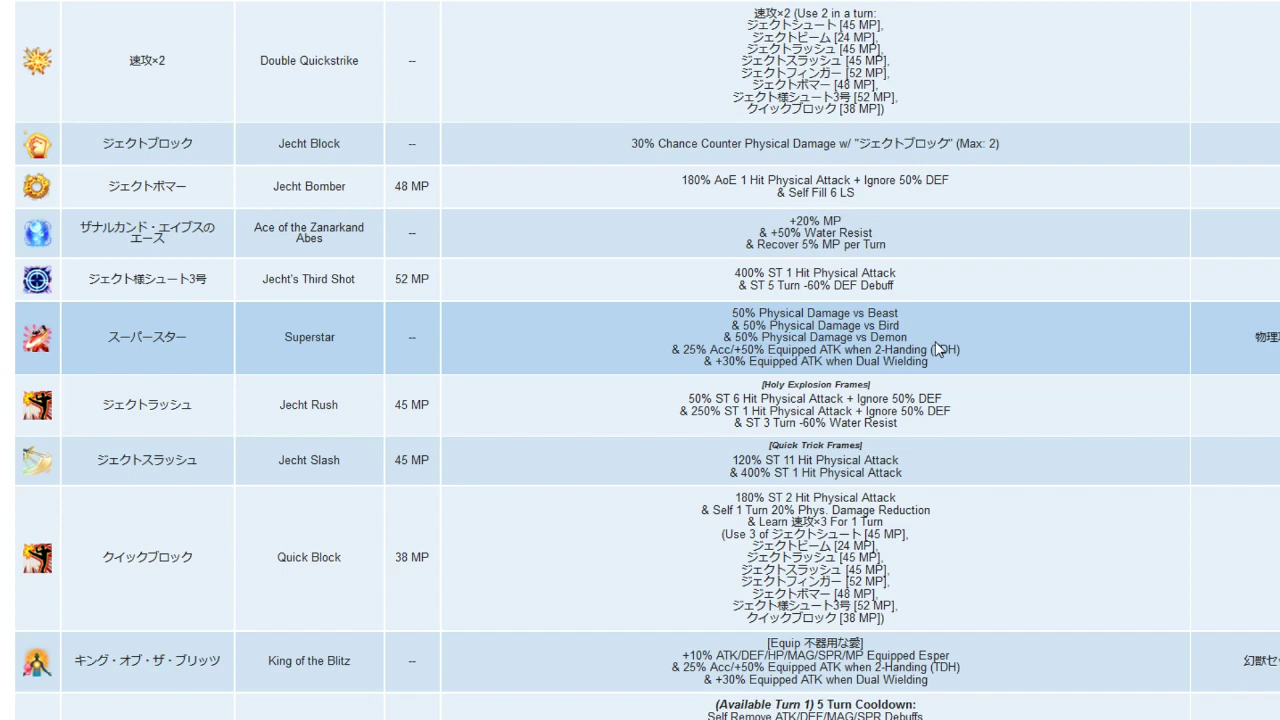 速攻×2
Double Quickstrike
--
速攻×2 (Use 2 in a turn:
ジェクトシュート [45 MP],
ジェクトビーム [24 MP],
ジェクトラッシュ [45 MP],
ジェクトスラッシュ [45 MP],
ジェクトフィンガー [52 MP],
ジェクトボマー [48 MP],
ジェクト様シュート3号 [52 MP],
クイックブロック [38 MP])
ジェクトブロック
Jecht Block
--
30% Chance Counter Physical Damage w/ "ジェクトブロック" (Max: 2)
ジェクトボマー
Jecht Bomber
48 MP
180% AoE 1 Hit Physical Attack + Ignore 50% DEF
& Self Fill 6 LS
ザナルカンド・エイブスの
エース
Ace of the Zanarkand
Abes
--
+20% MP
& +50% Water Resist
& Recover 5% MP per Turn
ジェクト様シュート3号
Jecht's Third Shot
52 MP
400% ST 1 Hit Physical Attack
& ST 5 Turn -60% DEF Debuff
スーパースター
Superstar
--
50% Physical Damage vs Beast
& 50% Physical Damage vs Bird
& 50% Physical Damage vs Demon
& 25% Acc/+50% Equipped ATK when 2-Handing (TDH)
& +30% Equipped ATK when Dual Wielding
物理攻
ジェクトラッシュ
Jecht Rush
45 MP
[Holy Explosion Frames]
50% ST 6 Hit Physical Attack + Ignore 50% DEF
& 250% ST 1 Hit Physical Attack + Ignore 50% DEF
& ST 3 Turn -60% Water Resist
ジェクトスラッシュ
Jecht Slash
45 MP
[Quick Trick Frames]
120% ST 11 Hit Physical Attack
& 400% ST 1 Hit Physical Attack
クイックブロック
Quick Block
38 MP
180% ST 2 Hit Physical Attack
& Self 1 Turn 20% Phys. Damage Reduction
& Learn 速攻×3 For 1 Turn
(Use 3 of ジェクトシュート [45 MP],
ジェクトビーム [24 MP],
ジェクトラッシュ [45 MP],
ジェクトスラッシュ [45 MP],
ジェクトフィンガー [52 MP],
ジェクトボマー [48 MP],
ジェクト様シュート3号 [52 MP],
クイックブロック [38 MP])
キング・オブ・ザ・ブリッツ
King of the Blitz
--
[Equip 不器用な愛]
+10% ATK/DEF/HP/MAG/SPR/MP Equipped Esper
& 25% Acc/+50% Equipped ATK when 2-Handing (TDH)
& +30% Equipped ATK when Dual Wielding
幻獣セ
(Available Turn 1) 5 Turn Cooldown:
Self Remove ATK/DEF/MAG/SPR Debuffs